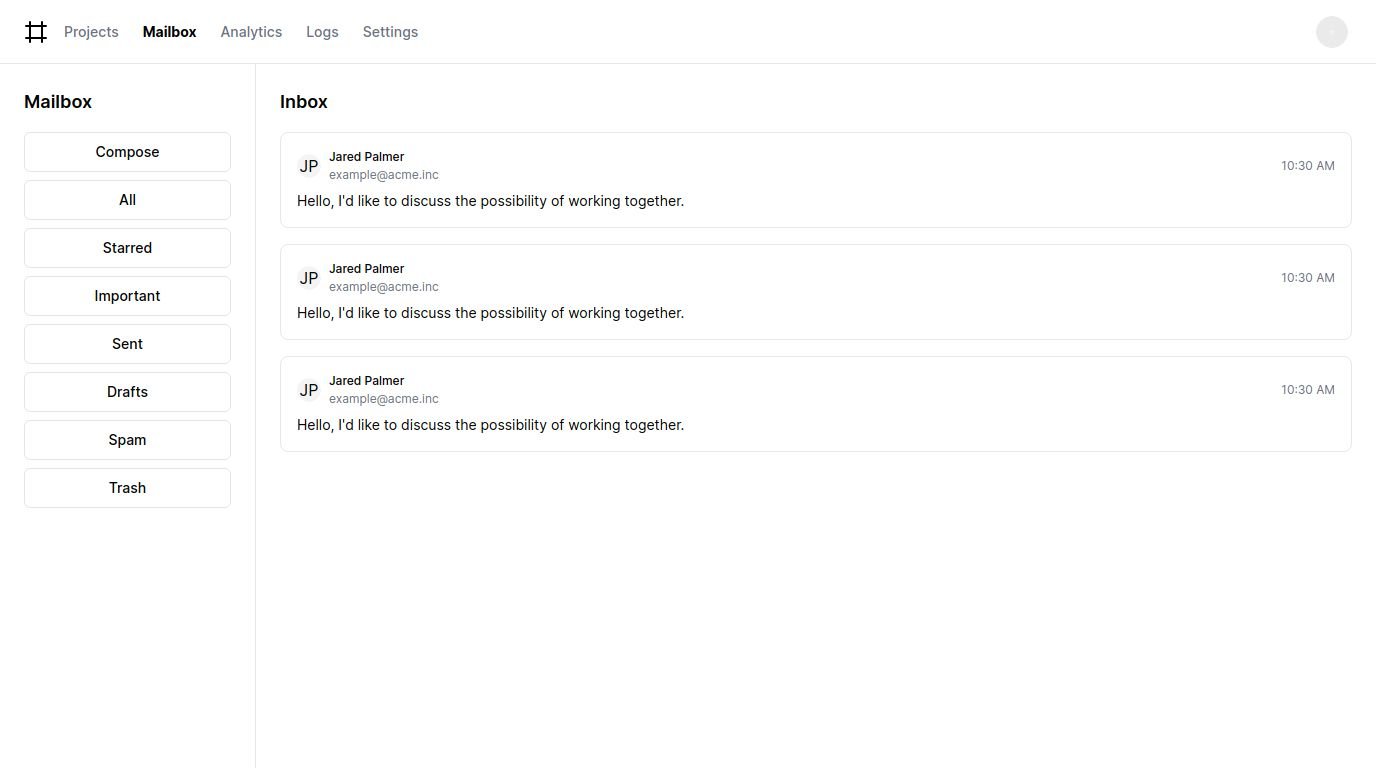 Projects Mailbox Analytics Logs Settings
Mailbox
Compose
All
Starred
Important
Sent
Drafts
Spam
Trash
Inbox
JP Jared Palmer
example@acme.inc
10:30 AM
Hello, I'd like to discuss the possibility of working together.
JP Jared Palmer
example@acme.inc
10:30 AM
Hello, I'd like to discuss the possibility of working together.
JP Jared Palmer
example@acme.inc
10:30 AM
Hello, I'd like to discuss the possibility of working together.